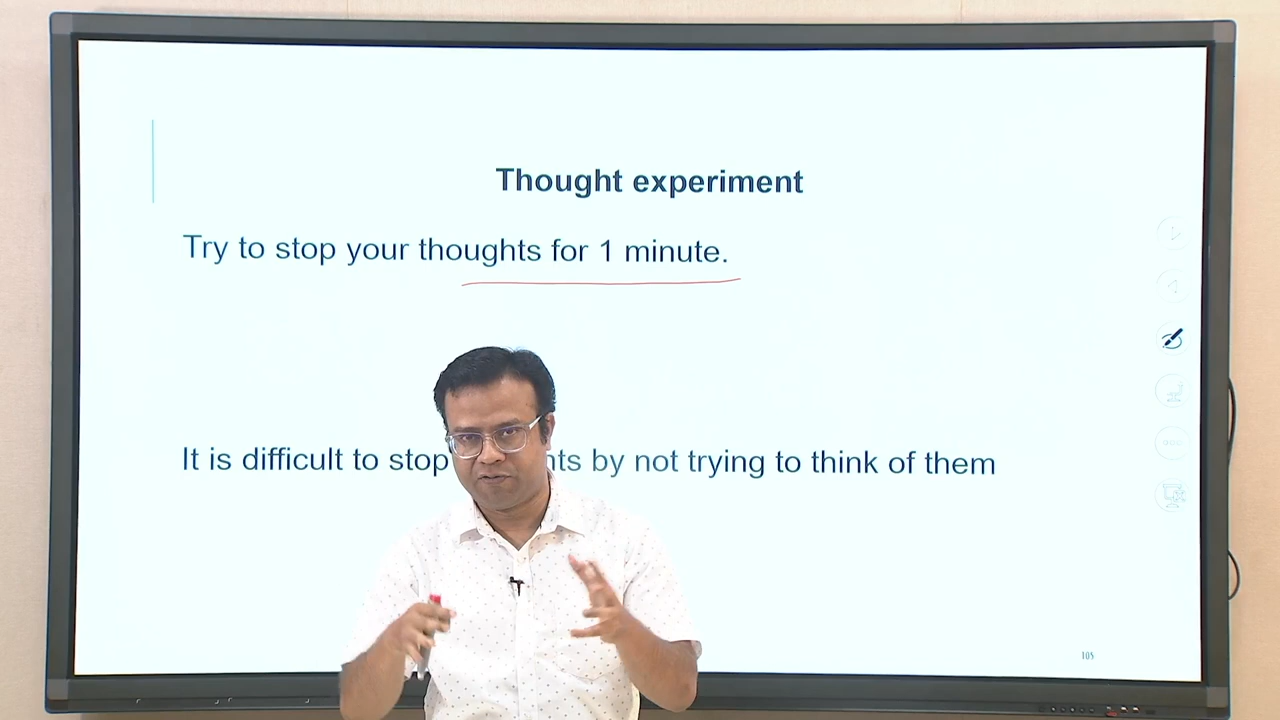 Thought experiment
Try to stop your thoughts for 1 minute.
It is difficult to stop by not trying to think of them
105